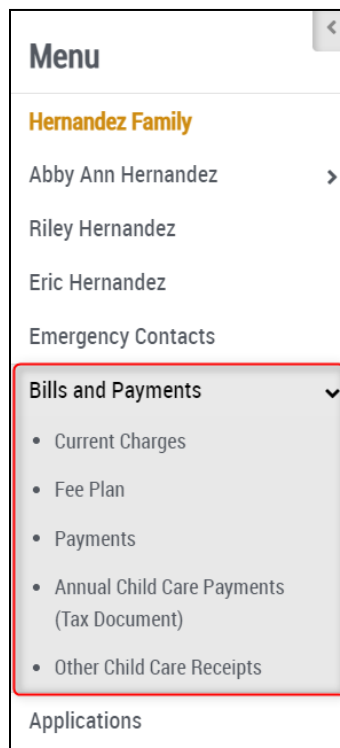 Menu
Hernandez Family
Abby Ann Hernandez
Riley Hernandez
Eric Hernandez
Emergency Contacts
Bills and Payments
• Current Charges
• Fee Plan
• Payments
• Annual Child Care Payments
(Tax Document)
• Other Child Care Receipts
Applications